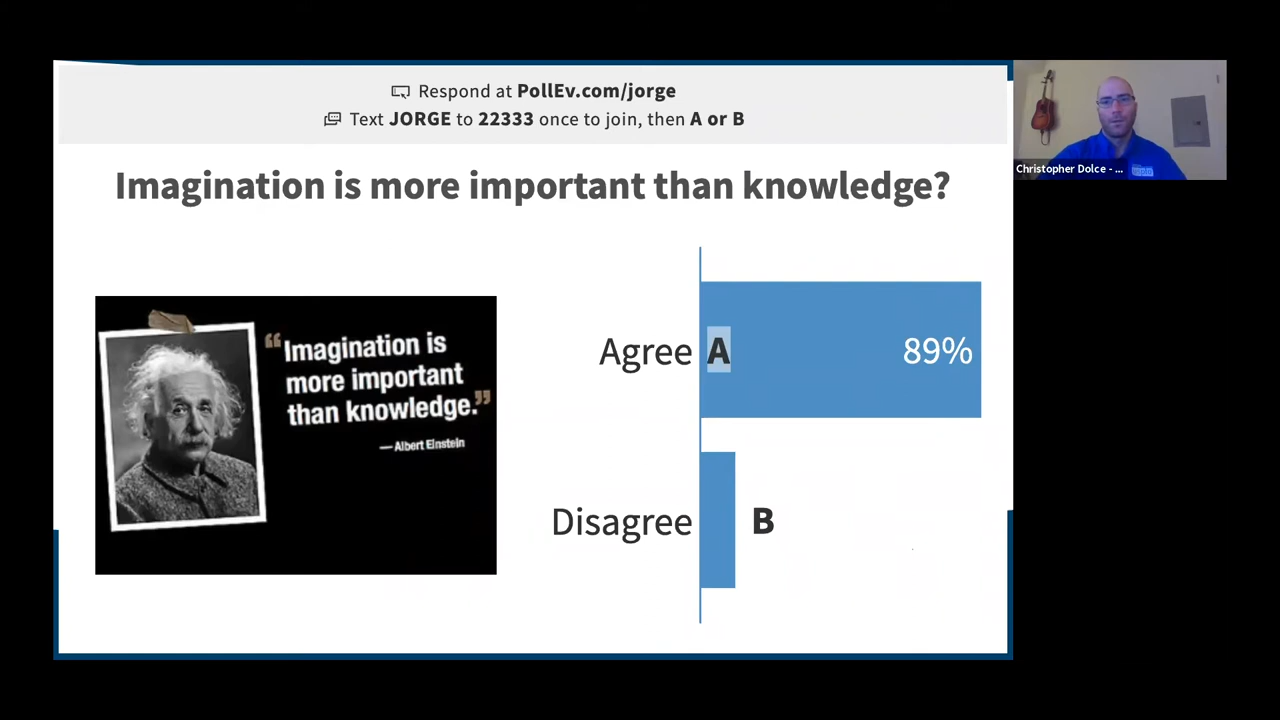 Respond at PollEv.com/jorge
Text JORGE to 22333 once to join, then A or B
Imagination is more important than knowledge?
“Imagination is
more important
than knowledge.”
— Albert Einstein
Agree A 89%
Disagree B
Christopher Dolce - ...